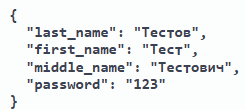 {
  "last_name": "Тестов",
  "first_name": "Тест",
  "middle_name": "Тестович",
  "password": "123"
}